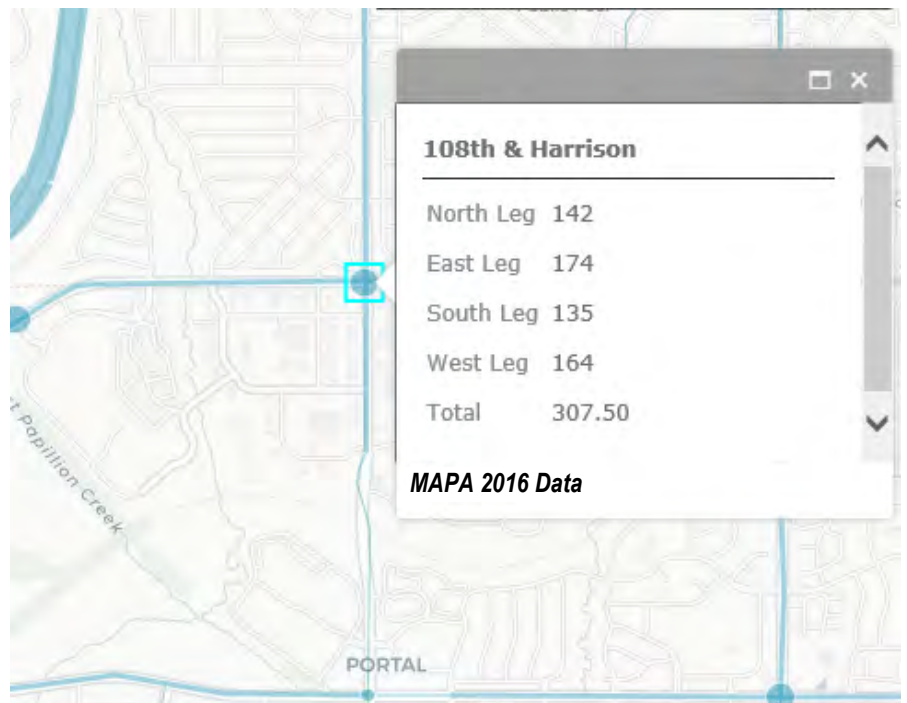 108th & Harrison
North Leg 142
East Leg 174
South Leg 135
West Leg 164
Total 307.50
MAPA 2016 Data
Papillion Creek
PORTAL